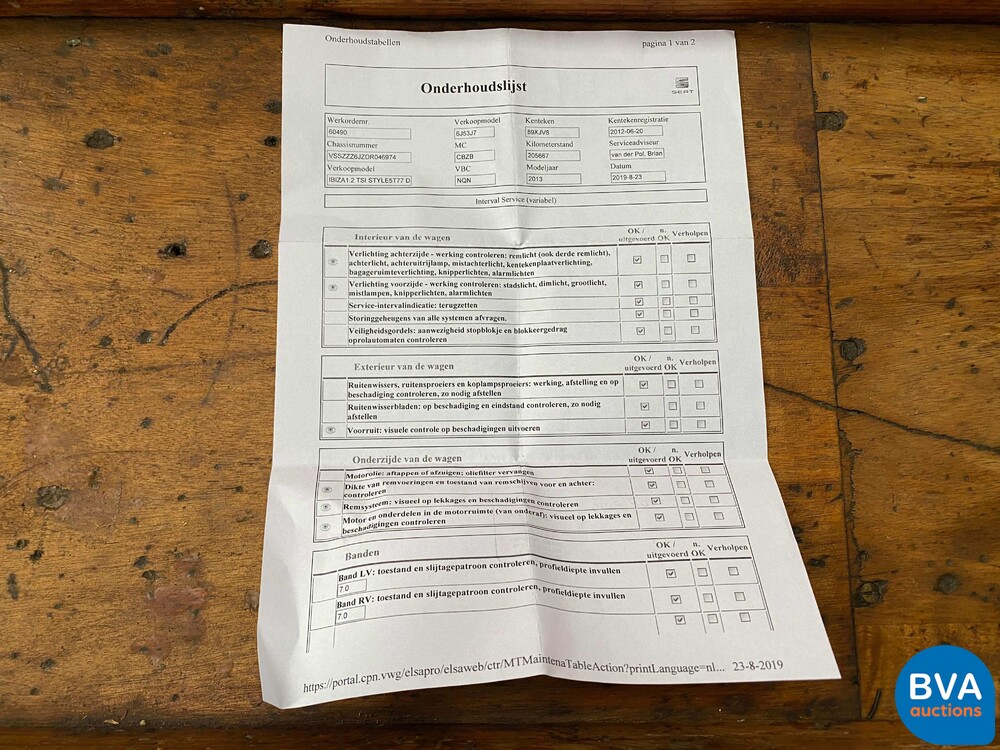 Onderhoudstabellen
pagina 1 van 2
Onderhoudslijst
SEAT
Werkordernr. Verkoopmodel Kenteken Kentekenregistratie
60490 6J53J7 89XJV8 2012-06-20
Chassisnummer MC Kilometerstand Serviceadviseur
VSSZZZ6JZDR046974 CBZB 205667 van der Pol, Brian
Verkoopmodel VBC Modeljaar Datum
IBIZA1.2 TSI STYLE5T77 D NQN 2013 2019-8-23
Interval Service (variabel)
Interieur van de wagen OK / uitgevoerd n. OK Verholpen
Verlichting achterzijde - werking controleren: remlicht (ook derde remlicht),
achterlicht, achteruitrijlamp, mistachterlicht, kentekenplaatverlichting,
bagageruimteverlichting, knipperlichten, alarmlichten
Verlichting voorzijde - werking controleren: stadslicht, dimlicht, grootlicht,
mistlampen, knipperlichten, alarmlichten
Service-intervalindicatie: terugzetten
Storingsgeheugens van alle systemen afvragen.
Veiligheidsgordels: aanwezigheid stopblokje en blokkeergedrag
oprolautomaten controleren
Exterieur van de wagen OK / uitgevoerd n. OK Verholpen
Ruitenwissers, ruitensproeiers en koplampsproeiers: werking, afstelling en op
beschadiging controleren, zo nodig afstellen
Ruitenwisserbladen: op beschadiging en eindstand controleren, zo nodig
afstellen
Voorruit: visuele controle op beschadigingen uitvoeren
Onderzijde van de wagen OK / uitgevoerd n. OK Verholpen
Motorolie: aftappen of afzuigen; oliefilter vervangen
Dikte van remvoeringen en toestand van remschijven voor en achter:
controleren
Remsysteem: visueel op lekkages en beschadigingen controleren
Motor en onderdelen in de motorruimte (van onderaf): visueel op lekkages en
beschadigingen controleren
Banden OK / uitgevoerd n. OK Verholpen
Band LV: toestand en slijtagepatroon controleren, profieldiepte invullen
7.0
Band RV: toestand en slijtagepatroon controleren, profieldiepte invullen
7.0
https://portal.cpn.vwg/elsapro/elsaweb/ctr/MTMaintenaTableAction?printLanguage=nl... 23-8-2019
BVA
auctions